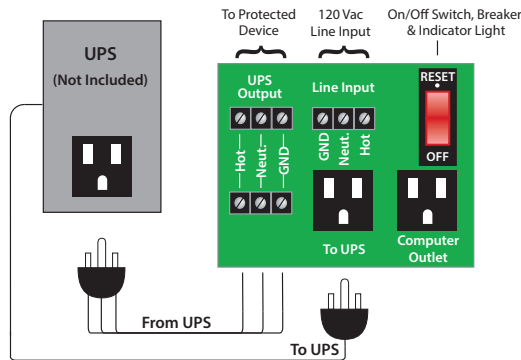 To Protected
Device
120 Vac
Line Input
On/Off Switch, Breaker
& Indicator Light
UPS
(Not Included)
UPS
Output
Line Input
RESET
OFF
Hot
Neut.
GND
GND
Neut.
Hot
To UPS
Computer
Outlet
From UPS
To UPS